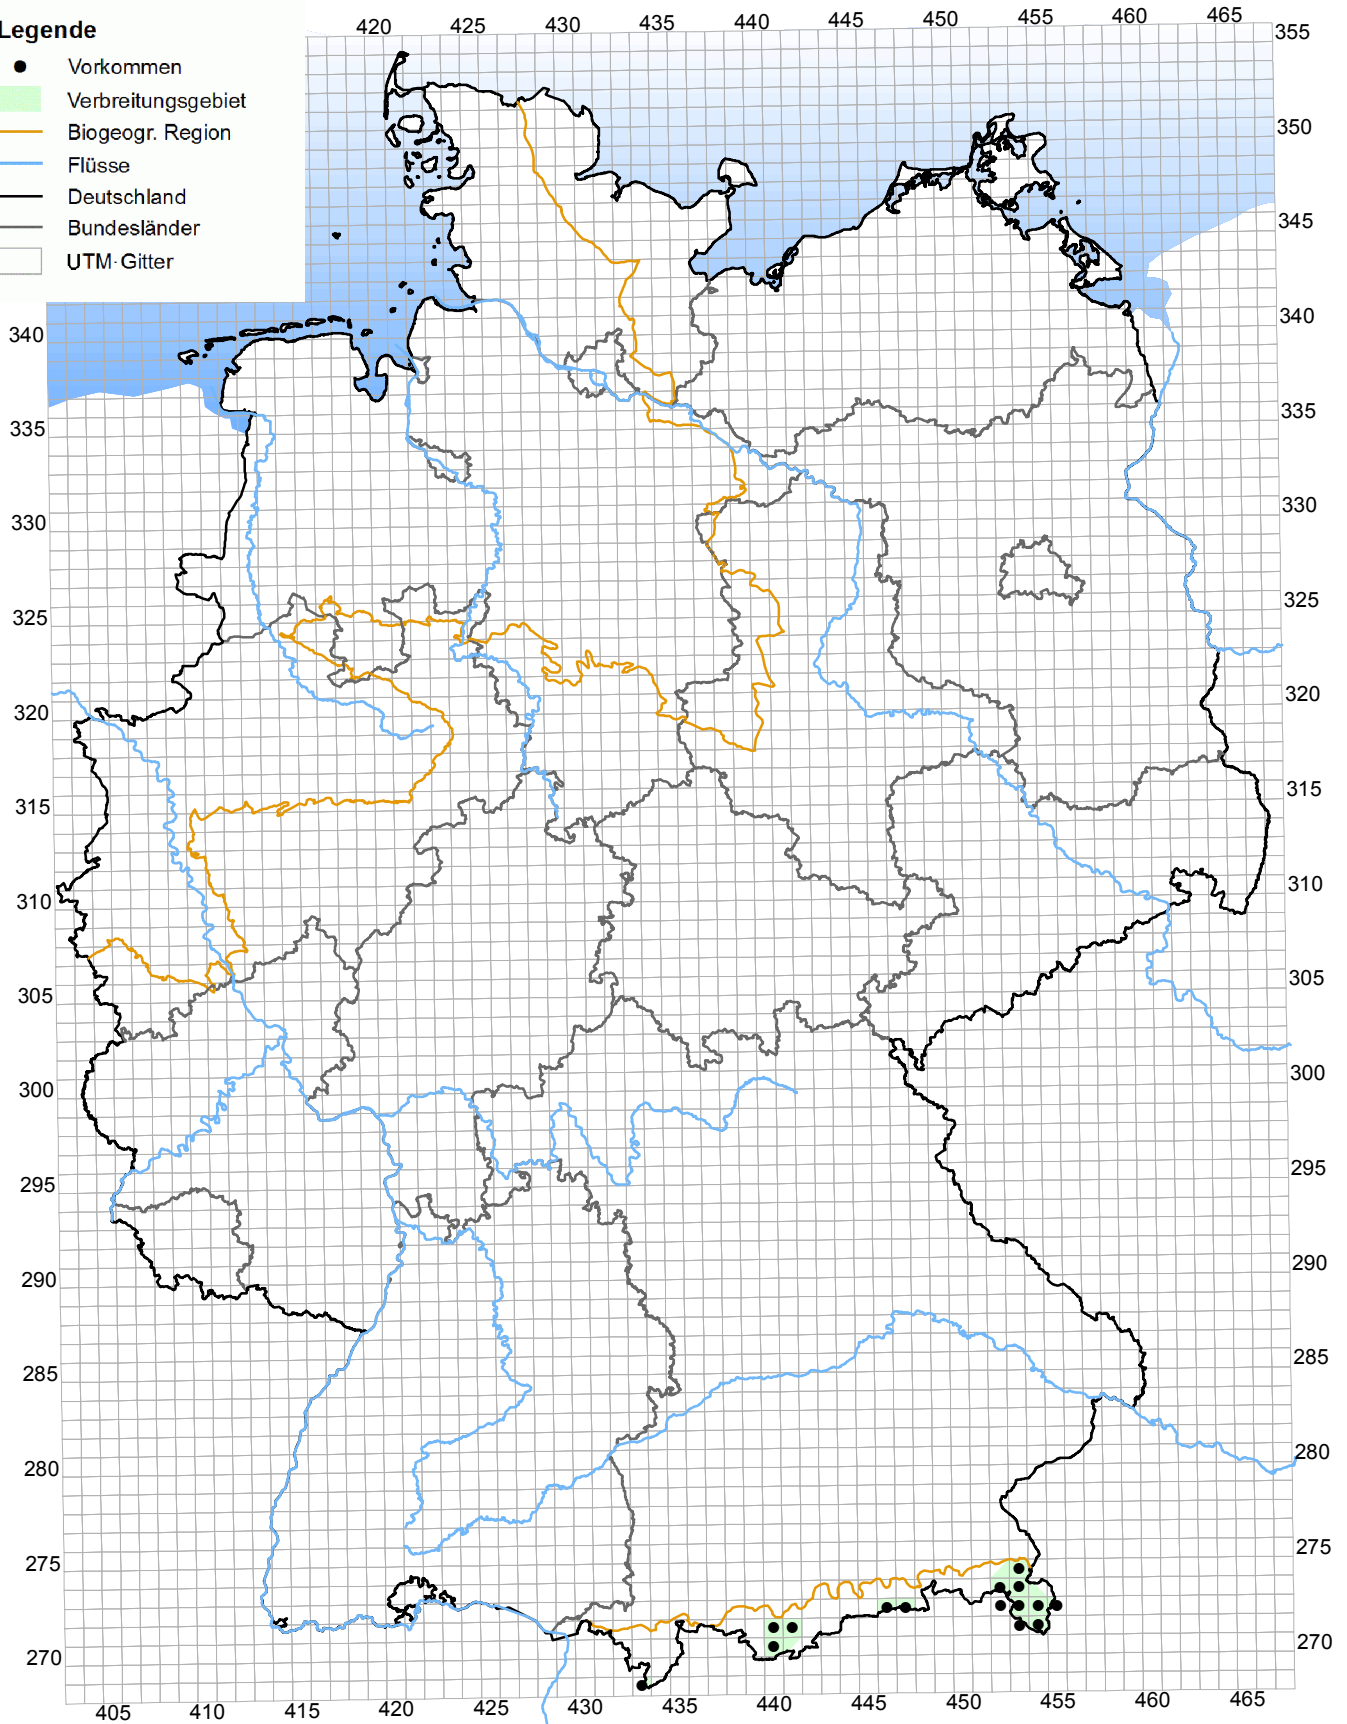 420 425 430 435 440 445 450 455 460 465
355
Legende
Vorkommen
Verbreitungsgebiet
Biogeogr. Region
Flüsse
Deutschland
Bundesländer
UTM-Gitter
350
345
340 340
335 335
330 330
325 325
320 320
315 315
310 310
305 305
300 300
295 295
290 290
285 285
280 280
275 275
270 270
405 410 415 420 425 430 435 440 445 450 455 460 465